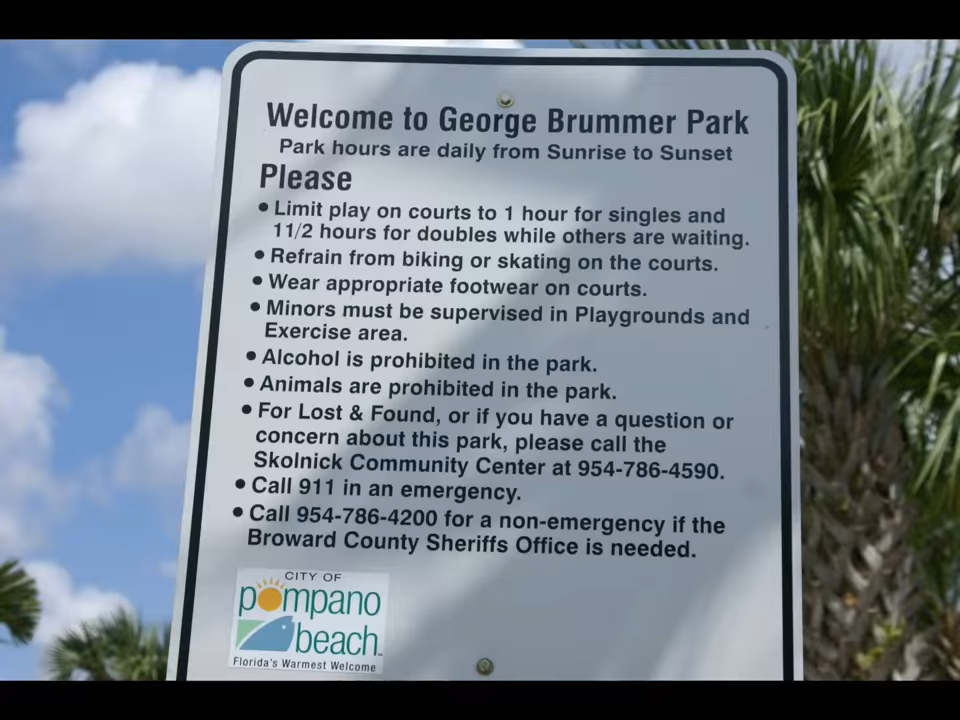 Welcome to George Brummer Park
Park hours are daily from Sunrise to Sunset
Please
• Limit play on courts to 1 hour for singles and
11/2 hours for doubles while others are waiting.
• Refrain from biking or skating on the courts.
• Wear appropriate footwear on courts.
• Minors must be supervised in Playgrounds and
Exercise area.
• Alcohol is prohibited in the park.
• Animals are prohibited in the park.
• For Lost & Found, or if you have a question or
concern about this park, please call the
Skolnick Community Center at 954-786-4590.
• Call 911 in an emergency.
• Call 954-786-4200 for a non-emergency if the
Broward County Sheriffs Office is needed.
CITY OF
pompano
beach
Florida's Warmest Welcome